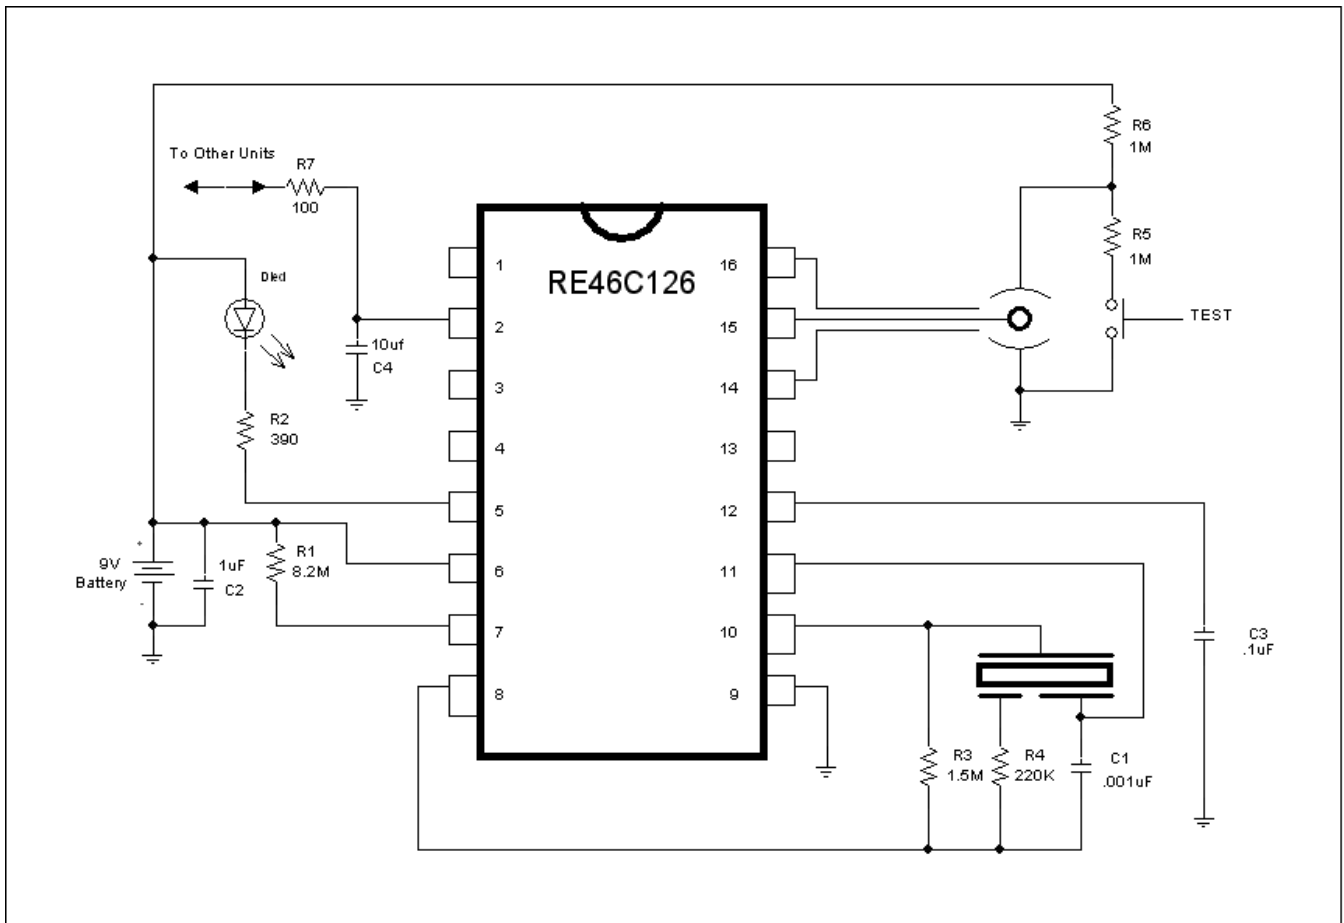 To Other Units
R7
100
R6
1M
R5
1M
TEST
Dled
10uf
C4
R2
390
RE46C126
1
2
3
4
5
6
7
8
16
15
14
13
12
11
10
9
+
9V
Battery
-
1uF
C2
R1
8.2M
R3
1.5M
R4
220K
C1
.001uF
C3
.1uF